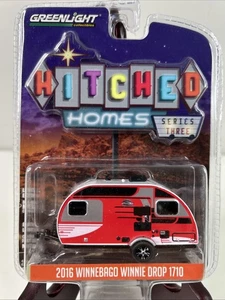 GREENLIGHT
HITCHED
HOMES
SERIES
THREE
2016 WINNEBAGO WINNIE DROP 1710